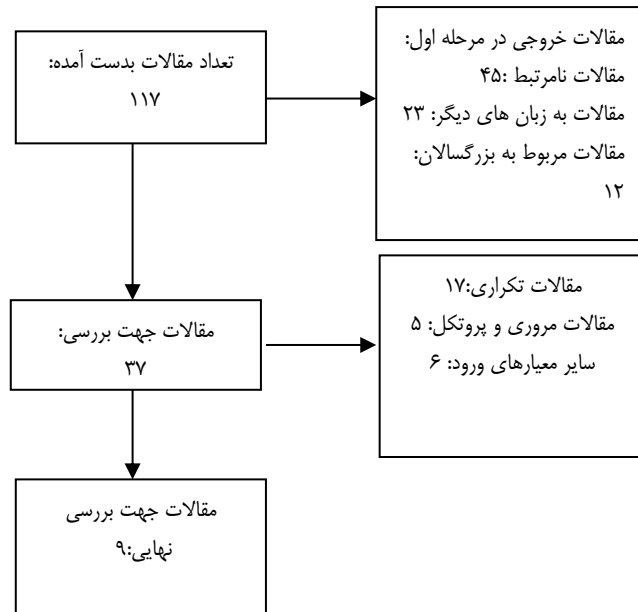 تعداد مقالات بدست آمده:
۱۱۷
مقالات خروجی در مرحله اول:
مقالات نامرتبط :۴۵
مقالات به زبان های دیگر: ۲۳
مقالات مربوط به بزرگسالان:
۱۲
مقالات جهت بررسی:
۳۷
مقالات تکراری:۱۷
مقالات مروری و پروتکل: ۵
سایر معیارهای ورود: ۶
مقالات جهت بررسی
نهایی:۹